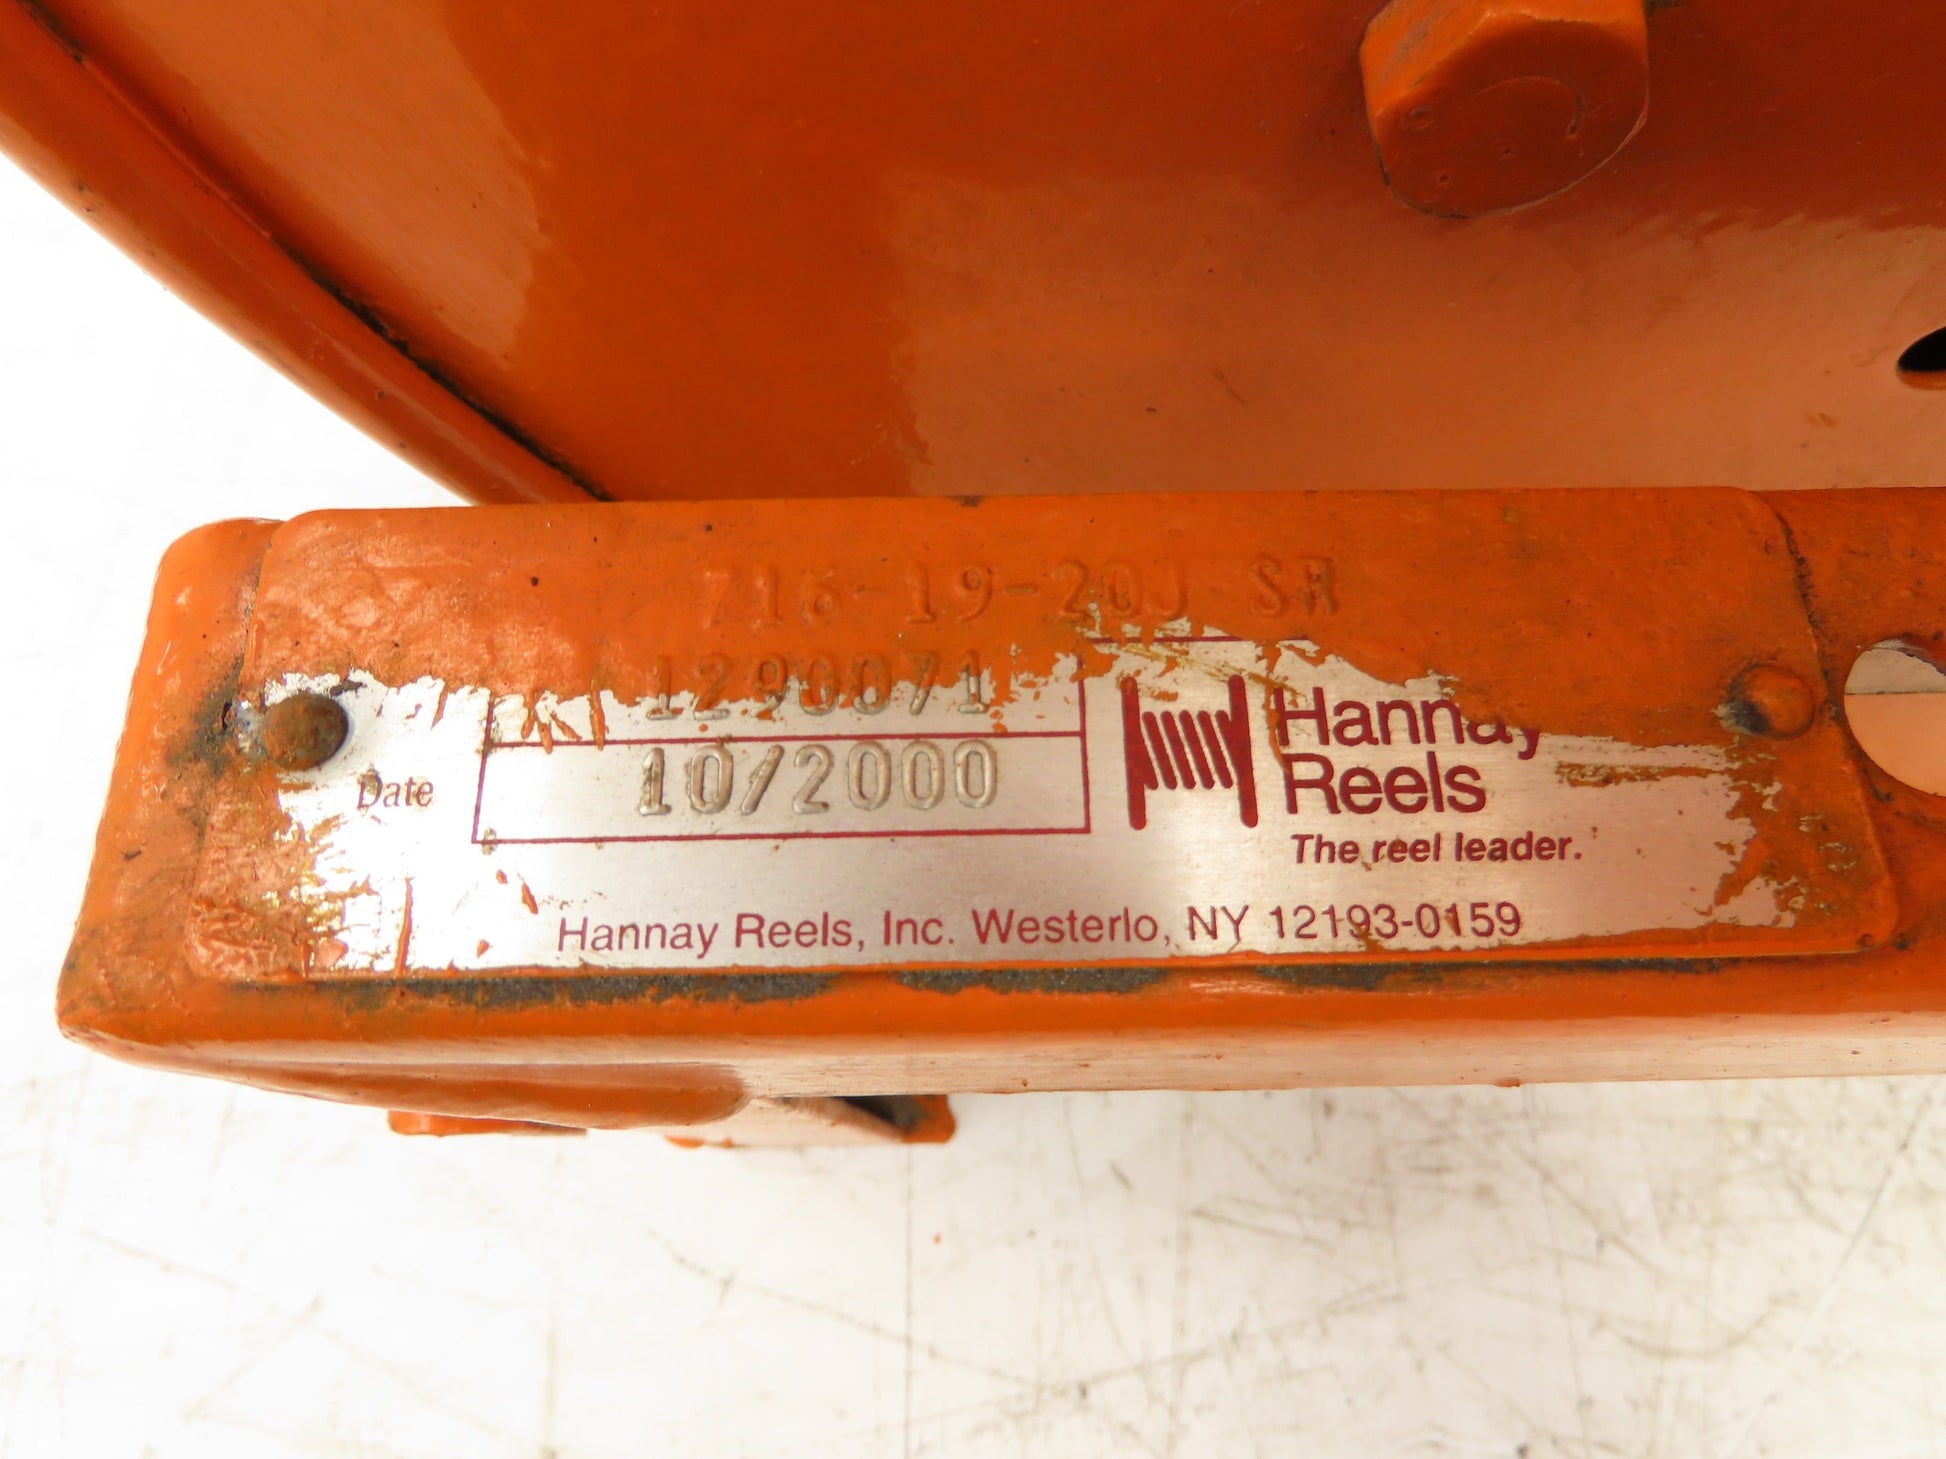 716-19-20J SR
1290071
Date 10/2000
Hannay
Reels
The reel leader.
Hannay Reels, Inc. Westerlo, NY 12193-0159